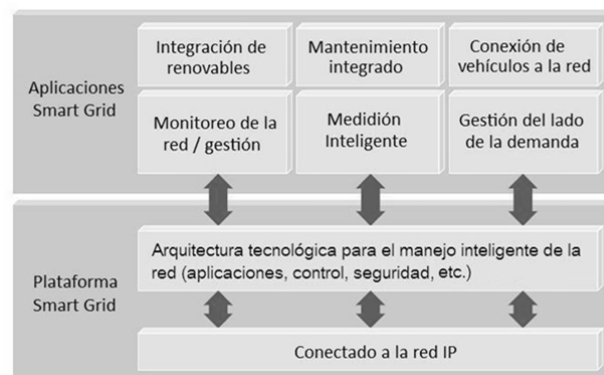 Aplicaciones
Smart Grid
Integración de
renovables
Mantenimiento
integrado
Conexión de
vehículos a la red
Monitoreo de la
red / gestión
Medidión
Inteligente
Gestión del lado
de la demanda
Plataforma
Smart Grid
Arquitectura tecnológica para el manejo inteligente de la
red (aplicaciones, control, seguridad, etc.)
Conectado a la red IP